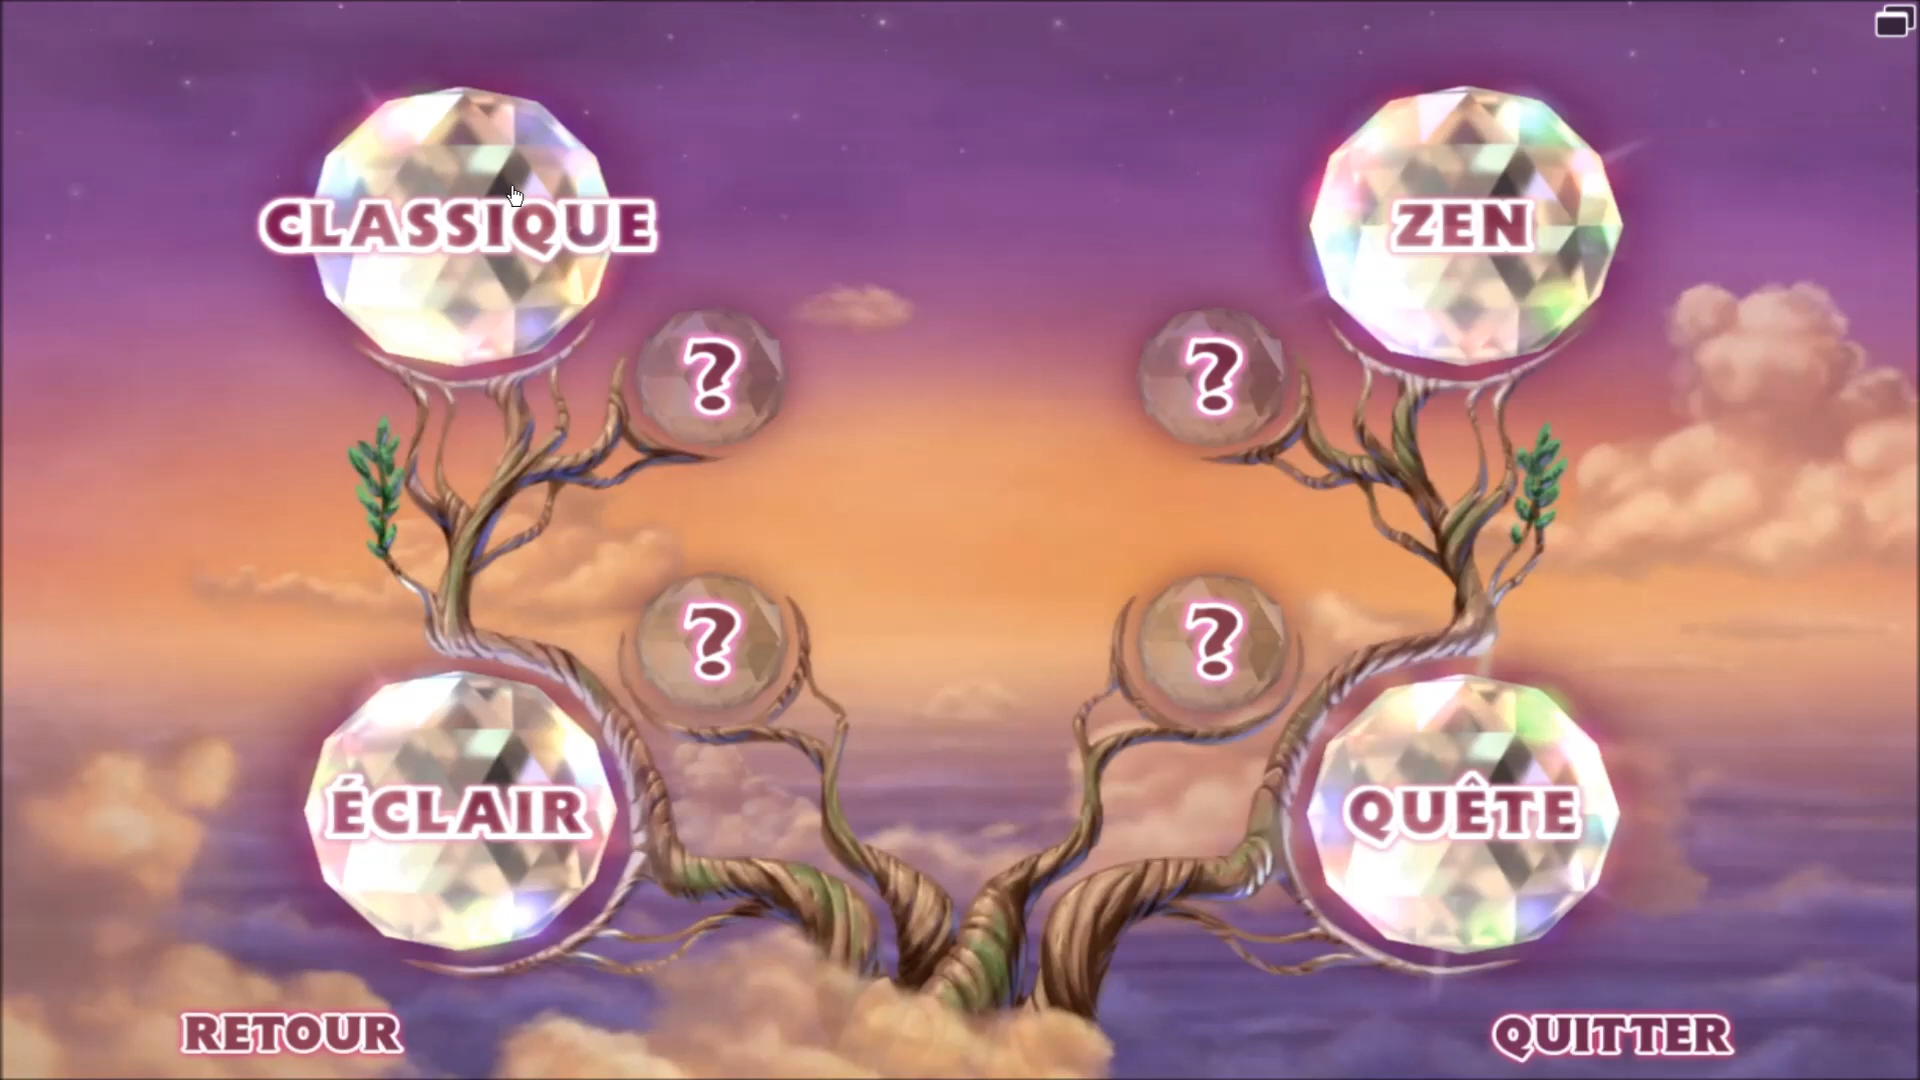 CLASSIQUE
ZEN
?
?
?
?
ÉCLAIR
QUÊTE
RETOUR
QUITTER